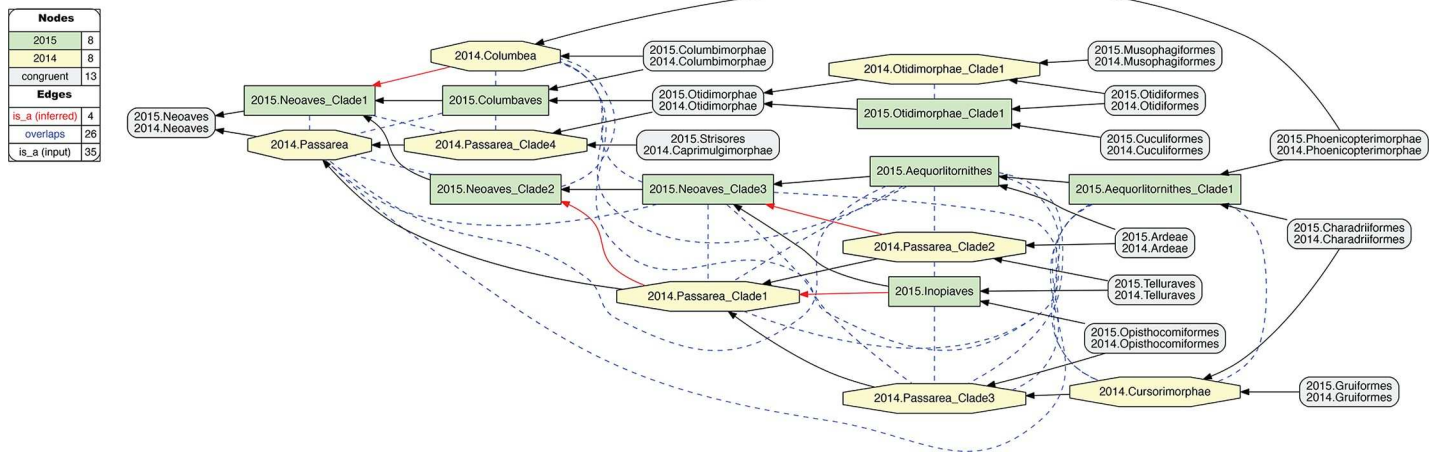 Nodes
2015 8
2014 8
congruent 13
Edges
is_a (inferred) 4
overlaps 26
is_a (input) 35
2015.Neoaves
2014.Neoaves
2015.Neoaves_Clade1
2014.Passarea
2014.Columbea
2015.Columbaves
2014.Passarea_Clade4
2015.Neoaves_Clade2
2015.Columbimorphae
2014.Columbimorphae
2015.Otidimorphae
2014.Otidimorphae
2015.Strisores
2014.Caprimulgimorphae
2015.Neoaves_Clade3
2014.Passarea_Clade1
2014.Otidimorphae_Clade1
2015.Otidimorphae_Clade1
2015.Aequorlitornithes
2014.Passarea_Clade2
2015.Inopiaves
2014.Passarea_Clade3
2015.Musophagiformes
2014.Musophagiformes
2015.Otidiformes
2014.Otidiformes
2015.Cuculiformes
2014.Cuculiformes
2015.Aequorlitornithes_Clade1
2015.Ardeae
2014.Ardeae
2015.Telluraves
2014.Telluraves
2015.Opisthocomiformes
2014.Opisthocomiformes
2014.Cursorimorphae
2015.Phoenicopterimorphae
2014.Phoenicopterimorphae
2015.Charadriiformes
2014.Charadriiformes
2015.Gruiformes
2014.Gruiformes